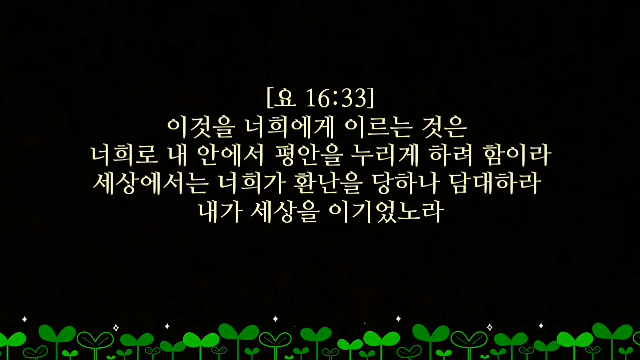 [요 16:33]
이것을 너희에게 이르는 것은
너희로 내 안에서 평안을 누리게 하려 함이라
세상에서는 너희가 환난을 당하나 담대하라
내가 세상을 이기었노라